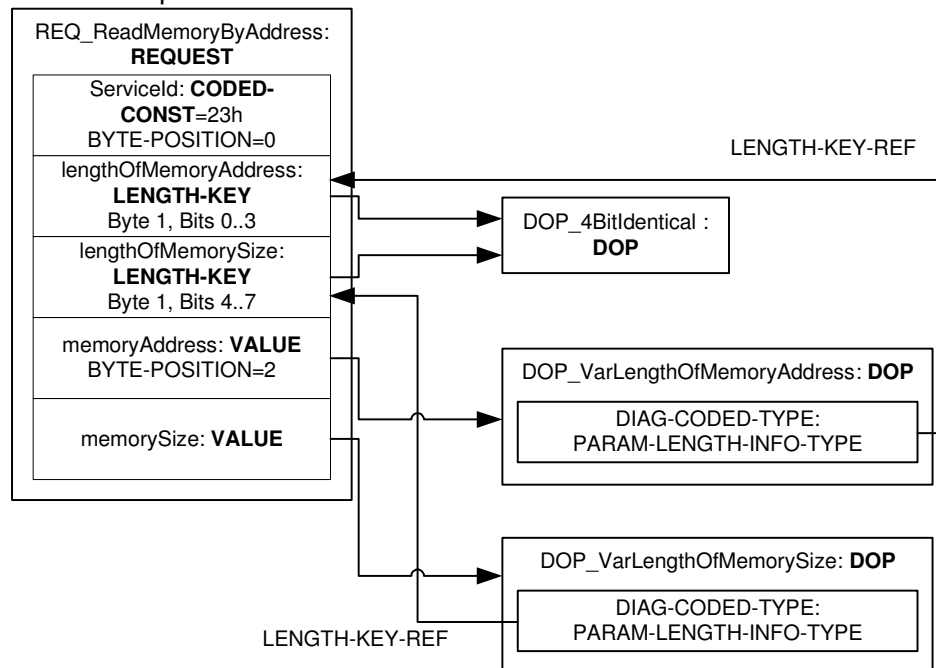 REQ_ReadMemoryByAddress:
REQUEST
ServiceId: CODED-
CONST=23h
BYTE-POSITION=0
lengthOfMemoryAddress:
LENGTH-KEY
Byte 1, Bits 0..3
lengthOfMemorySize:
LENGTH-KEY
Byte 1, Bits 4..7
memoryAddress: VALUE
BYTE-POSITION=2
memorySize: VALUE
LENGTH-KEY-REF
DOP_4BitIdentical :
DOP
DOP_VarLengthOfMemoryAddress: DOP
DIAG-CODED-TYPE:
PARAM-LENGTH-INFO-TYPE
DOP_VarLengthOfMemorySize: DOP
DIAG-CODED-TYPE:
PARAM-LENGTH-INFO-TYPE
LENGTH-KEY-REF